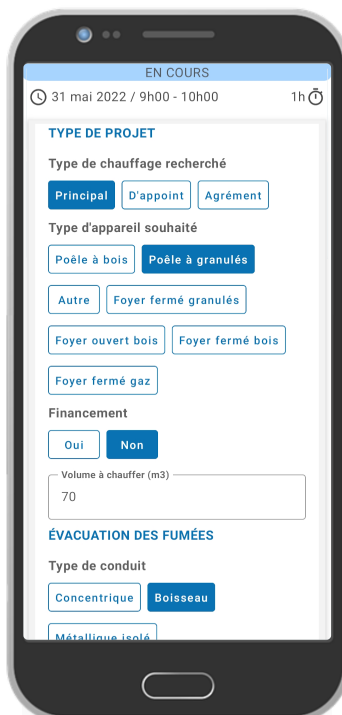 EN COURS
31 mai 2022 / 9h00 - 10h00 1h
TYPE DE PROJET
Type de chauffage recherché
Principal D'appoint Agrément
Type d'appareil souhaité
Poêle à bois Poêle à granulés
Autre Foyer fermé granulés
Foyer ouvert bois Foyer fermé bois
Foyer fermé gaz
Financement
Oui Non
Volume à chauffer (m3)
70
ÉVACUATION DES FUMÉES
Type de conduit
Concentrique Boisseau
Métallique isolé